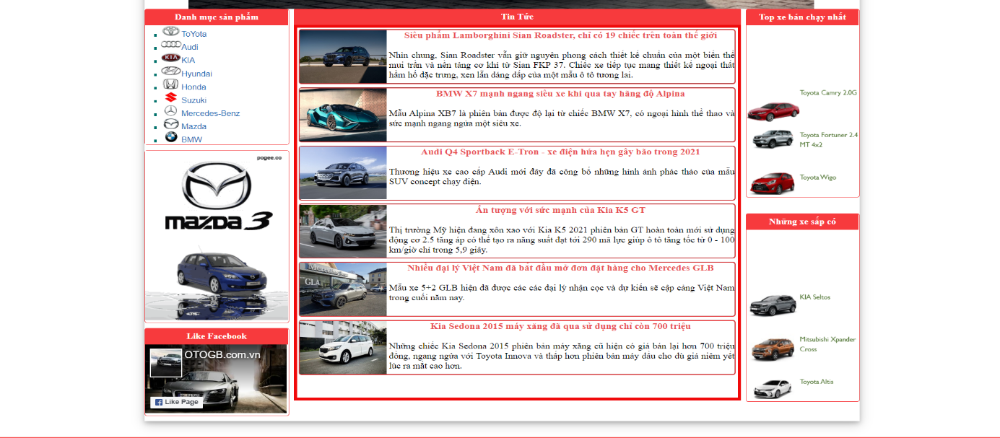 Danh mục sản phẩm
ToYota
Audi
KIA
KIA
Hyundai
Honda
Suzuki
Mercedes-Benz
Mazda
BMW
pogee.co
mazda 3
Like Facebook
OTOGB.com.vn
Like Page
Tin Tức
Siêu phẩm Lamborghini Sian Roadster, chỉ có 19 chiếc trên toàn thế giới
Nhìn chung, Sian Roadster vẫn giữ nguyên phong cách thiết kế chuẩn của một biến thể
mui trần và nền tảng cơ khí từ Sian FKP 37. Chiếc xe tiếp tục mang thiết kế ngoại thất
hầm hố đặc trưng, xen lẫn dáng dấp của một mẫu ô tô tương lai.
BMW X7 mạnh ngang siêu xe khi qua tay hãng độ Alpina
Mẫu Alpina XB7 là phiên bản được độ lại từ chiếc BMW X7, có ngoại hình thể thao và
sức mạnh ngang ngửa một siêu xe.
Audi Q4 Sportback E-Tron - xe điện hứa hẹn gây bão trong 2021
Thương hiệu xe cao cấp Audi mới đây đã công bố những hình ảnh phác thảo của mẫu
SUV concept chạy điện.
Ấn tượng với sức mạnh của Kia K5 GT
Thị trường Mỹ hiện đang xôn xao với Kia K5 2021 phiên bản GT hoàn toàn mới sử dụng
động cơ 2.5 tăng áp có thể tạo ra năng suất đạt tới 290 mã lực giúp ô tô tăng tốc từ 0 - 100
km/giờ chỉ trong 5,9 giây.
Nhiều đại lý Việt Nam đã bắt đầu mở đơn đặt hàng cho Mercedes GLB
GLA
Mẫu xe 5+2 GLB hiện đã được các các đại lý nhận cọc và dự kiến sẽ cập cảng Việt Nam
trong cuối năm nay.
Kia Sedona 2015 máy xăng đã qua sử dụng chỉ còn 700 triệu
Những chiếc Kia Sedona 2015 phiên bản máy xăng cũ hiện có giá bán lại hơn 700 triệu
đồng, ngang ngửa với Toyota Innova và thấp hơn phiên bản máy dầu cho dù giá niêm yết
lúc ra mắt cao hơn.
Top xe bán chạy nhất
Toyota Camry 2.0G
Toyota Fortuner 2.4
MT 4x2
Toyota Wigo
Những xe sắp có
KIA Seltos
Mitsubishi Xpander
Cross
Toyota Altis